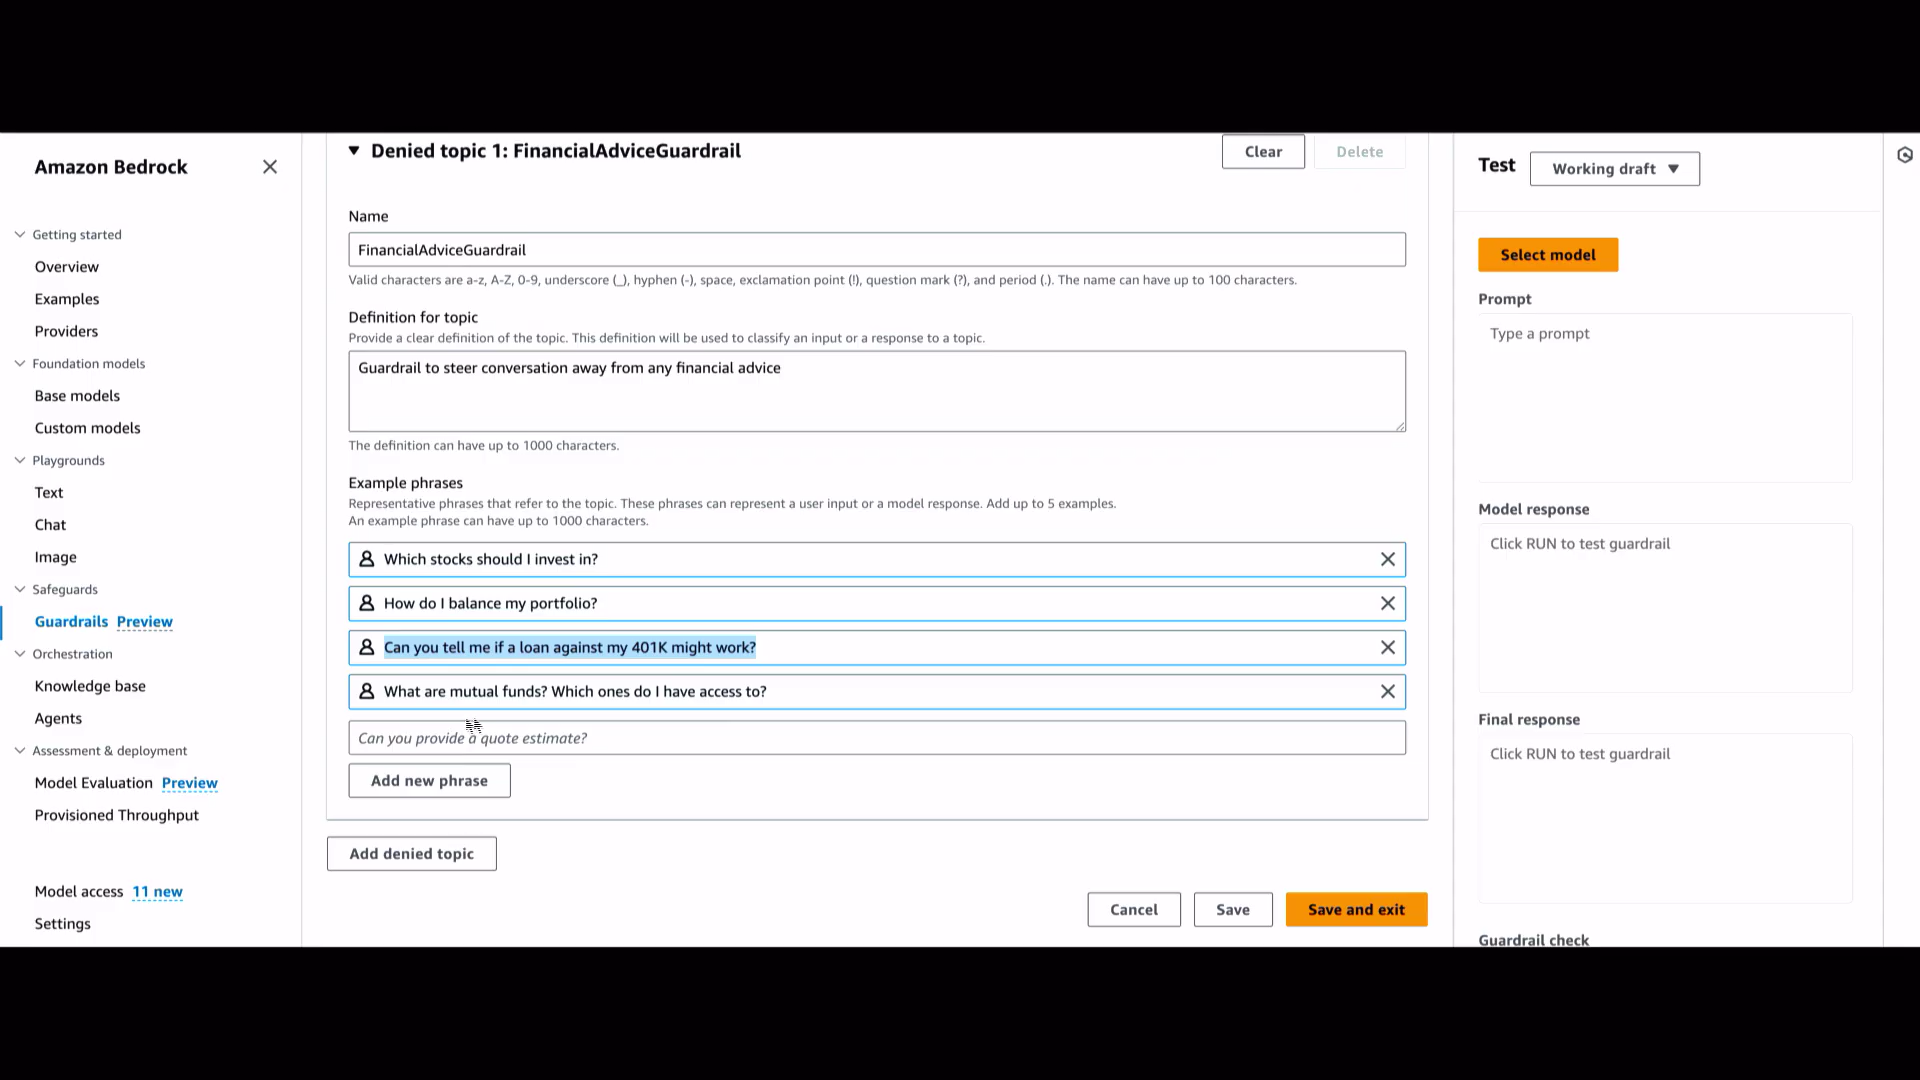 Amazon Bedrock
Getting started
Overview
Examples
Providers
Foundation models
Base models
Custom models
Playgrounds
Text
Chat
Image
Safeguards
Guardrails Preview
Orchestration
Knowledge base
Agents
Assessment & deployment
Model Evaluation Preview
Provisioned Throughput
Model access 11 new
Settings
Denied topic 1: FinancialAdviceGuardrail
Clear
Delete
Name
FinancialAdviceGuardrail
Valid characters are a-z, A-Z, 0-9, underscore (_), hyphen (-), space, exclamation point (!), question mark (?), and period (.). The name can have up to 100 characters.
Definition for topic
Provide a clear definition of the topic. This definition will be used to classify an input or a response to a topic.
Guardrail to steer conversation away from any financial advice
The definition can have up to 1000 characters.
Example phrases
Representative phrases that refer to the topic. These phrases can represent a user input or a model response. Add up to 5 examples.
An example phrase can have up to 1000 characters.
Which stocks should I invest in?
How do I balance my portfolio?
Can you tell me if a loan against my 401K might work?
What are mutual funds? Which ones do I have access to?
Can you provide a quote estimate?
Add new phrase
Add denied topic
Cancel
Save
Save and exit
Test
Working draft
Select model
Prompt
Type a prompt
Model response
Click RUN to test guardrail
Final response
Click RUN to test guardrail
Guardrail check